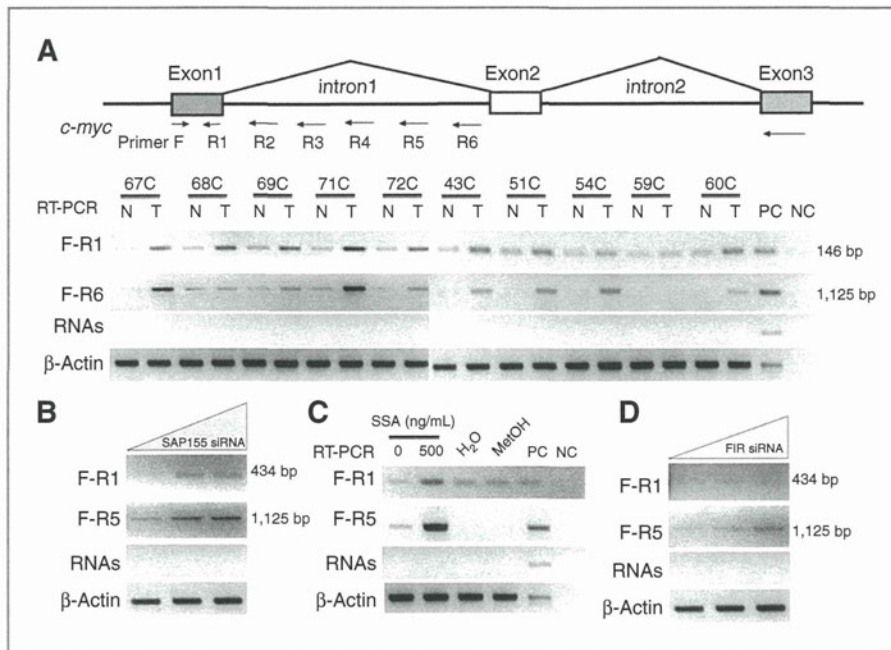 A
Exon1 Exon2 Exon3
intron1 intron2
c-myc
Primer F R1 R2 R3 R4 R5 R6
67C 68C 69C 71C 72C 43C 51C 54C 59C 60C
RT-PCR N T N T N T N T N T N T N T N T N T N T PC NC
F-R1 146 bp
F-R6 1,125 bp
RNAs
β-Actin
B
SAP155 siRNA
F-R1 434 bp
F-R5 1,125 bp
RNAs
β-Actin
C
SSA (ng/mL)
RT-PCR 0 500 H2O MetOH PC NC
F-R1
F-R5
RNAs
β-Actin
D
FIR siRNA
F-R1 434 bp
F-R5 1,125 bp
RNAs
β-Actin